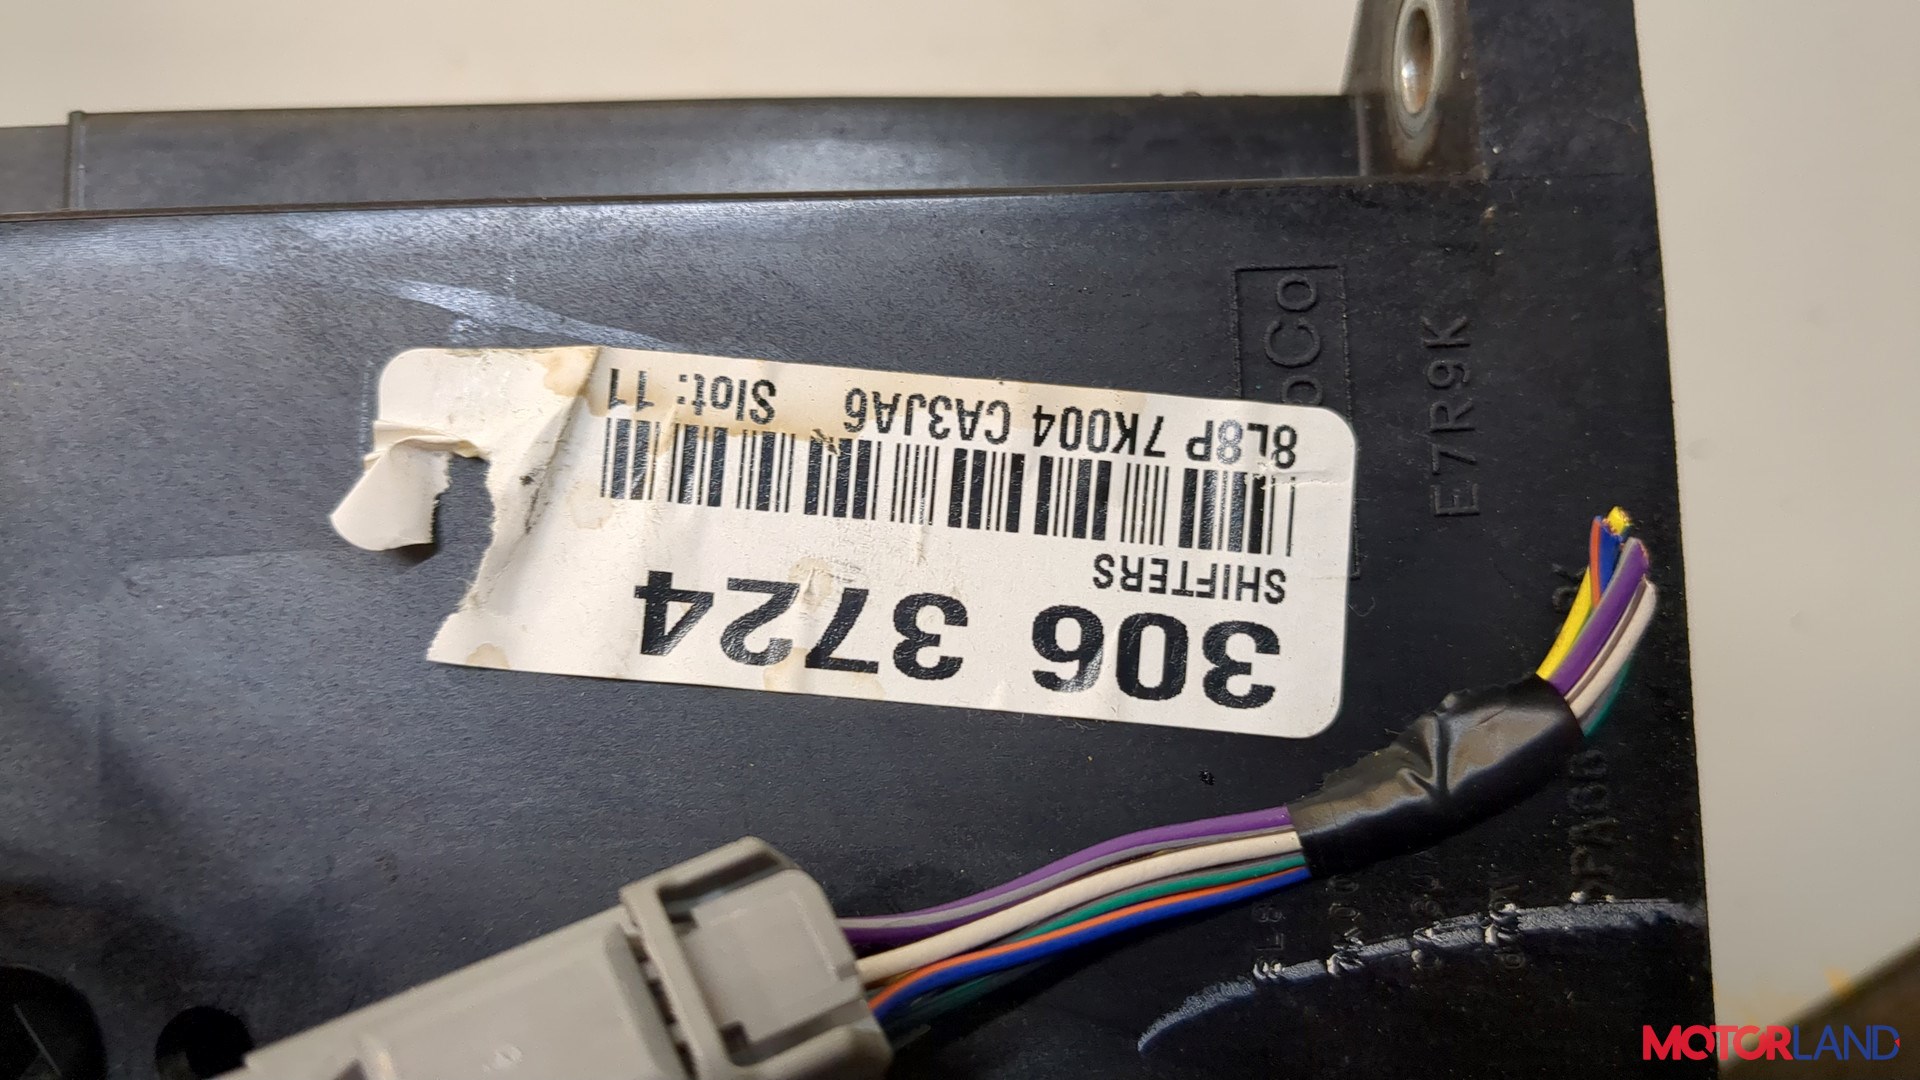 306 3724
SHIFTERS
8L8P 7K004 CA3JA6 Slot: 11
E7R9K
MOTORLAND